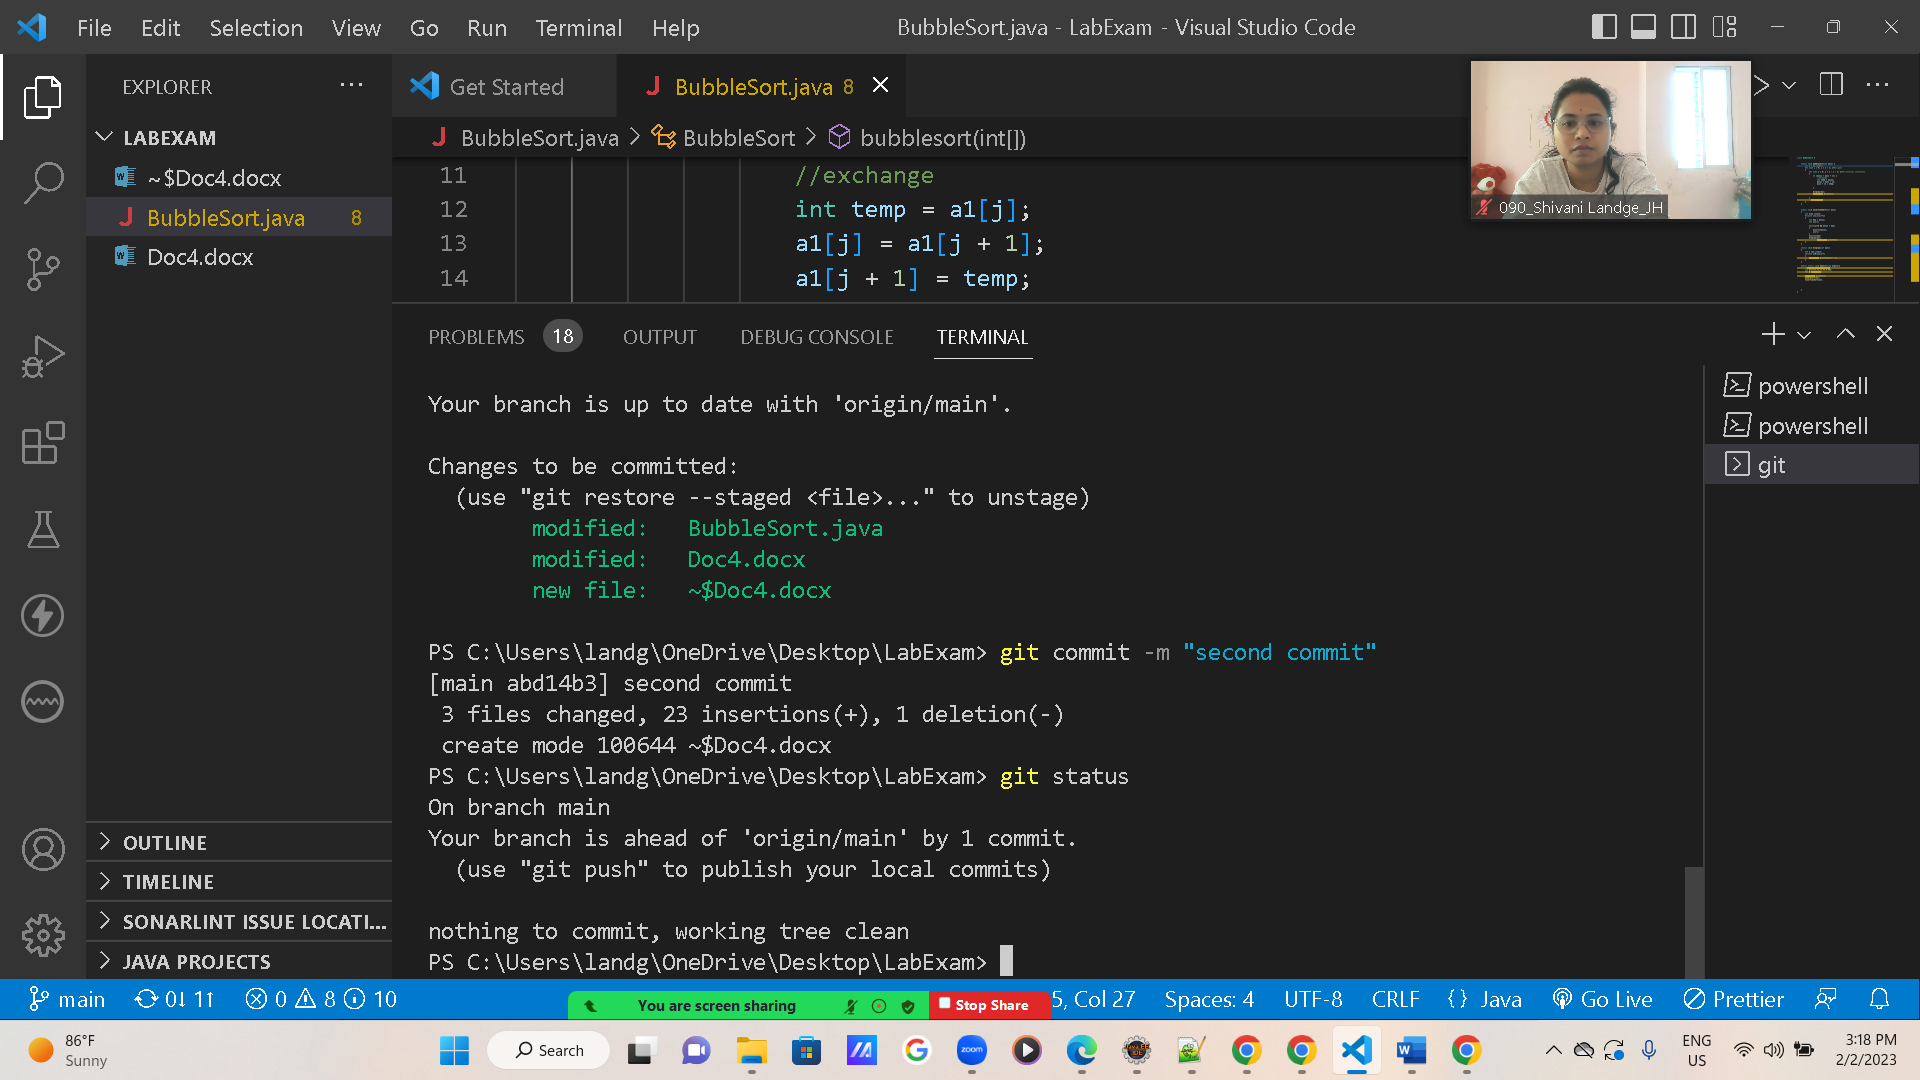 File Edit Selection View Go Run Terminal Help
BubbleSort.java - LabExam - Visual Studio Code
EXPLORER
LABEXAM
~$Doc4.docx
BubbleSort.java 8
Doc4.docx
OUTLINE
TIMELINE
SONARLINT ISSUE LOCATI...
JAVA PROJECTS
Get Started
BubbleSort.java 8
BubbleSort.java > BubbleSort > bubblesort(int[])
11 //exchange
12 int temp = a1[j];
13 a1[j] = a1[j + 1];
14 a1[j + 1] = temp;
090_Shivani Landge_JH
PROBLEMS 18 OUTPUT DEBUG CONSOLE TERMINAL
Your branch is up to date with 'origin/main'.
Changes to be committed:
(use "git restore --staged <file>..." to unstage)
modified: BubbleSort.java
modified: Doc4.docx
new file: ~$Doc4.docx
PS C:\Users\landg\OneDrive\Desktop\LabExam> git commit -m "second commit"
[main abd14b3] second commit
3 files changed, 23 insertions(+), 1 deletion(-)
create mode 100644 ~$Doc4.docx
PS C:\Users\landg\OneDrive\Desktop\LabExam> git status
On branch main
Your branch is ahead of 'origin/main' by 1 commit.
(use "git push" to publish your local commits)
nothing to commit, working tree clean
PS C:\Users\landg\OneDrive\Desktop\LabExam>
powershell
powershell
git
main 0↓ 1↑ 0 8 10
You are screen sharing
Stop Share
5, Col 27 Spaces: 4 UTF-8 CRLF {} Java Go Live Prettier
86°F
Sunny
Search
zoom
ENG
US
3:18 PM
2/2/2023